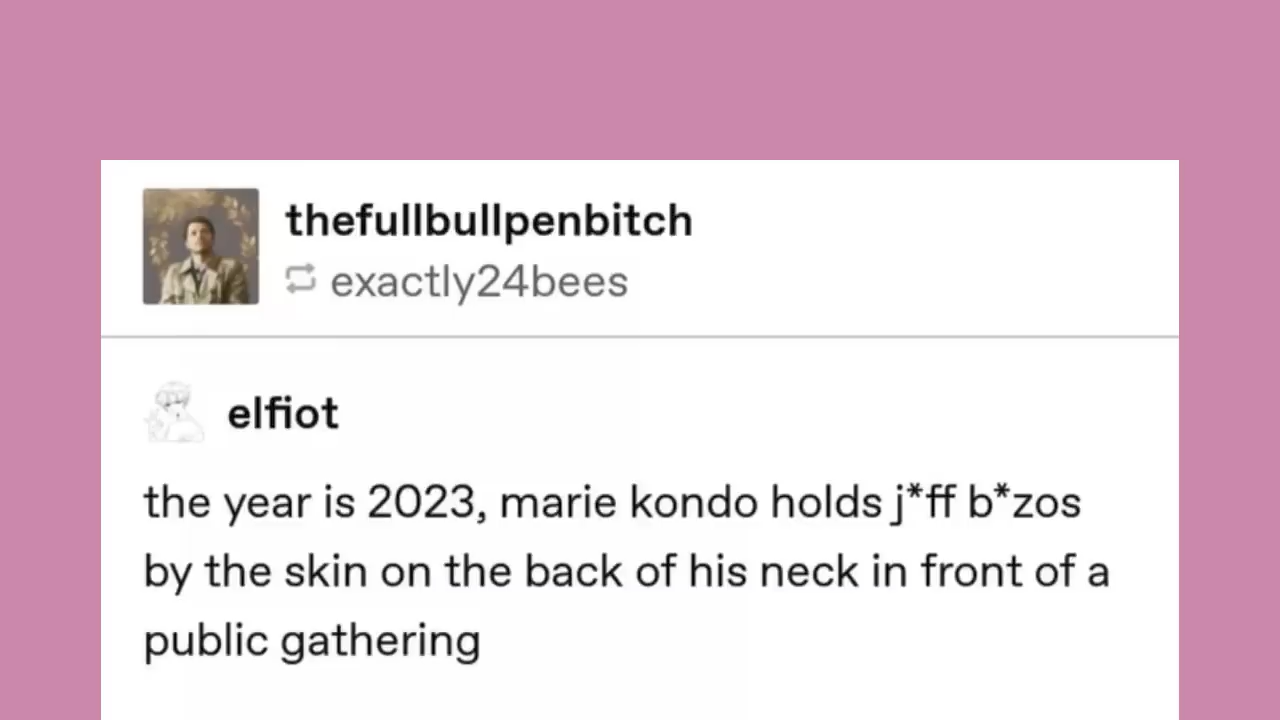 thefullbullpenbitch
exactly24bees
elfiot
the year is 2023, marie kondo holds j*ff b*zos
by the skin on the back of his neck in front of a
public gathering